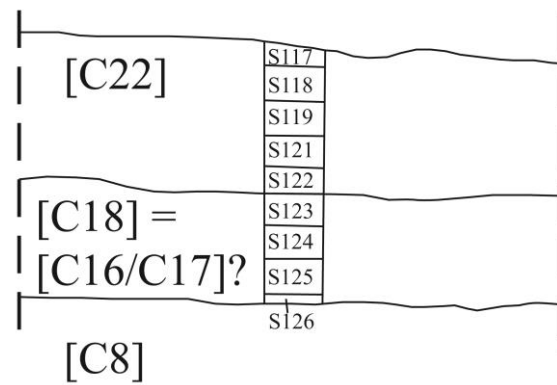 S117
[C22]
S118
S119
S121
S122
[C18] =
S123
S124
[C16/C17]?
S125
S126
[C8]